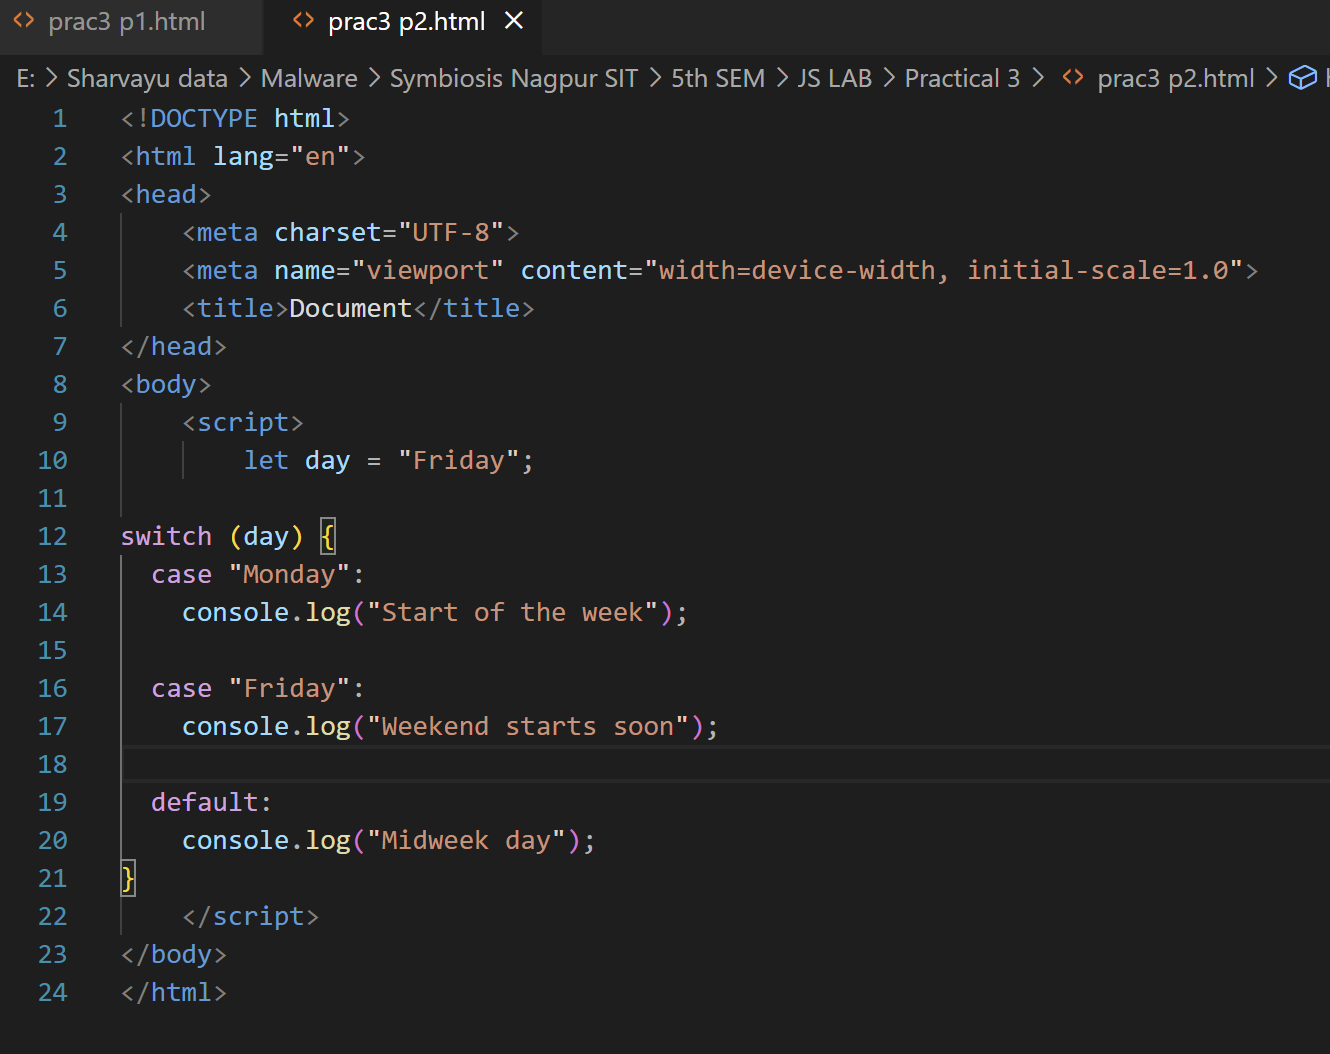 prac3 p1.html prac3 p2.html
E: > Sharvayu data > Malware > Symbiosis Nagpur SIT > 5th SEM > JS LAB > Practical 3 > prac3 p2.html >
1 <!DOCTYPE html>
2 <html lang="en">
3 <head>
4     <meta charset="UTF-8">
5     <meta name="viewport" content="width=device-width, initial-scale=1.0">
6     <title>Document</title>
7 </head>
8 <body>
9     <script>
10         let day = "Friday";
11
12 switch (day) {
13   case "Monday":
14     console.log("Start of the week");
15
16   case "Friday":
17     console.log("Weekend starts soon");
18
19   default:
20     console.log("Midweek day");
21 }
22     </script>
23 </body>
24 </html>